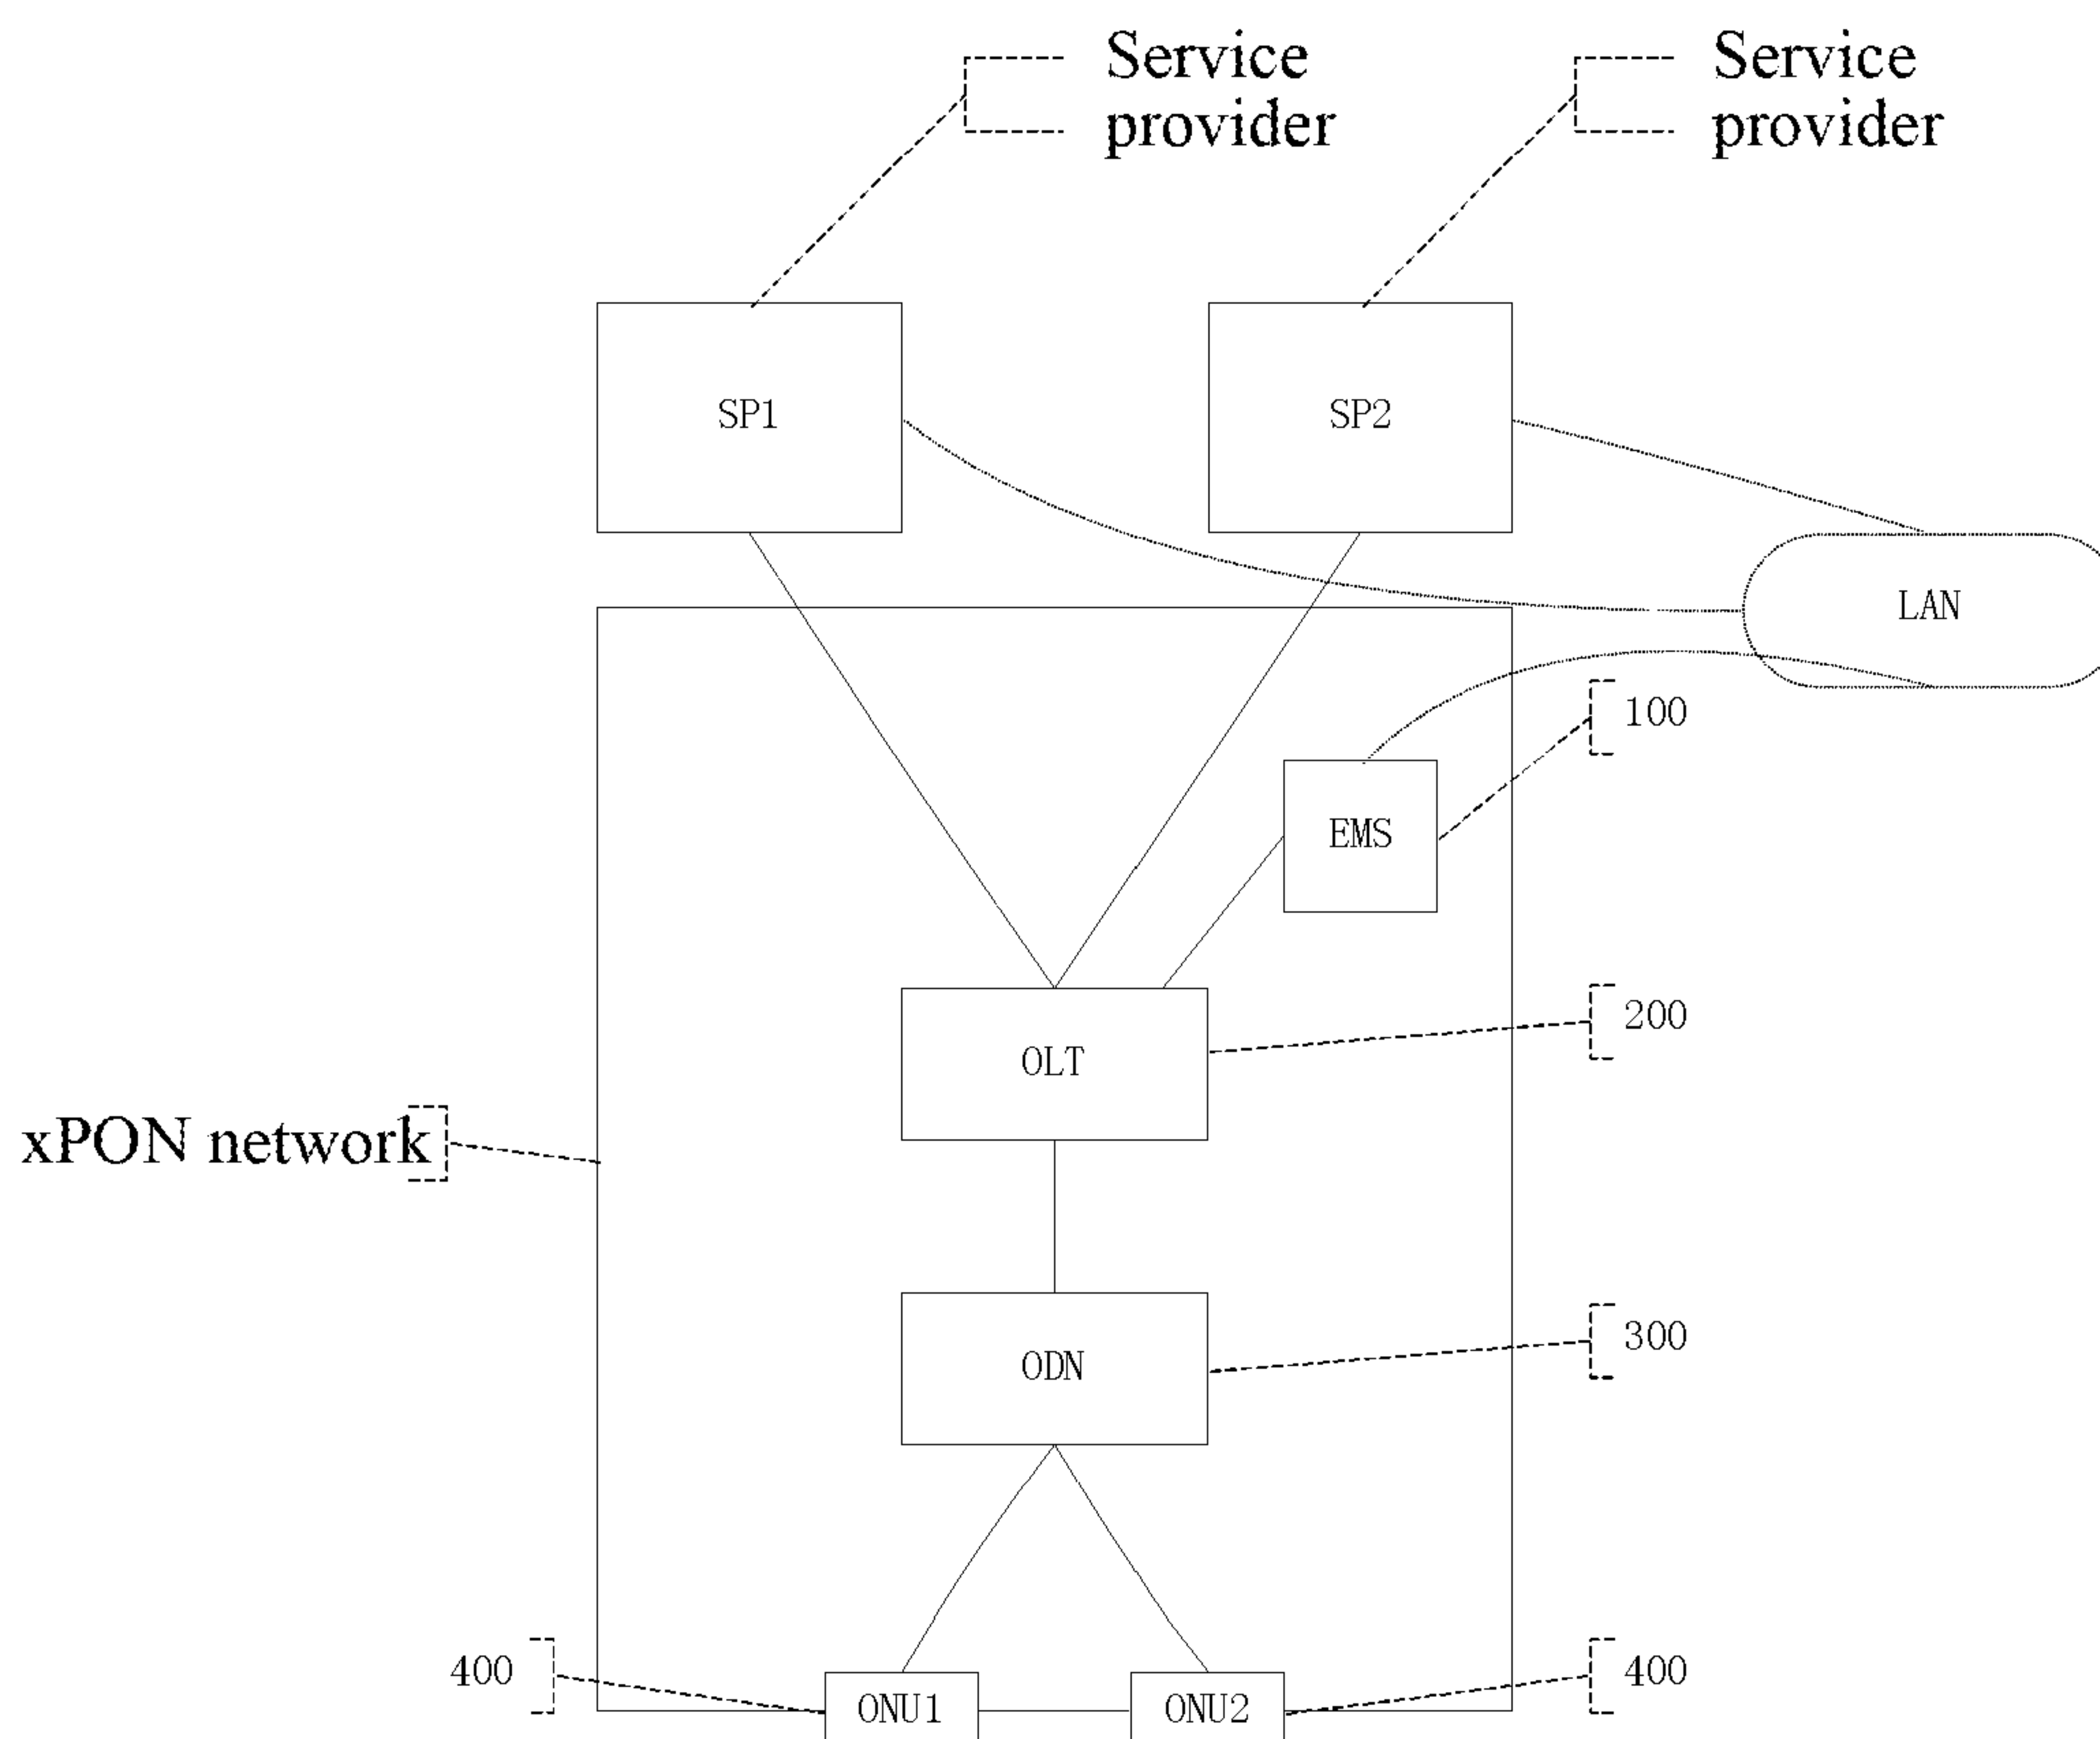 Service
provider
Service
provider
SP1
SP2
LAN
100
EMS
200
OLT
xPON network
300
ODN
400
400
ONU1
ONU2